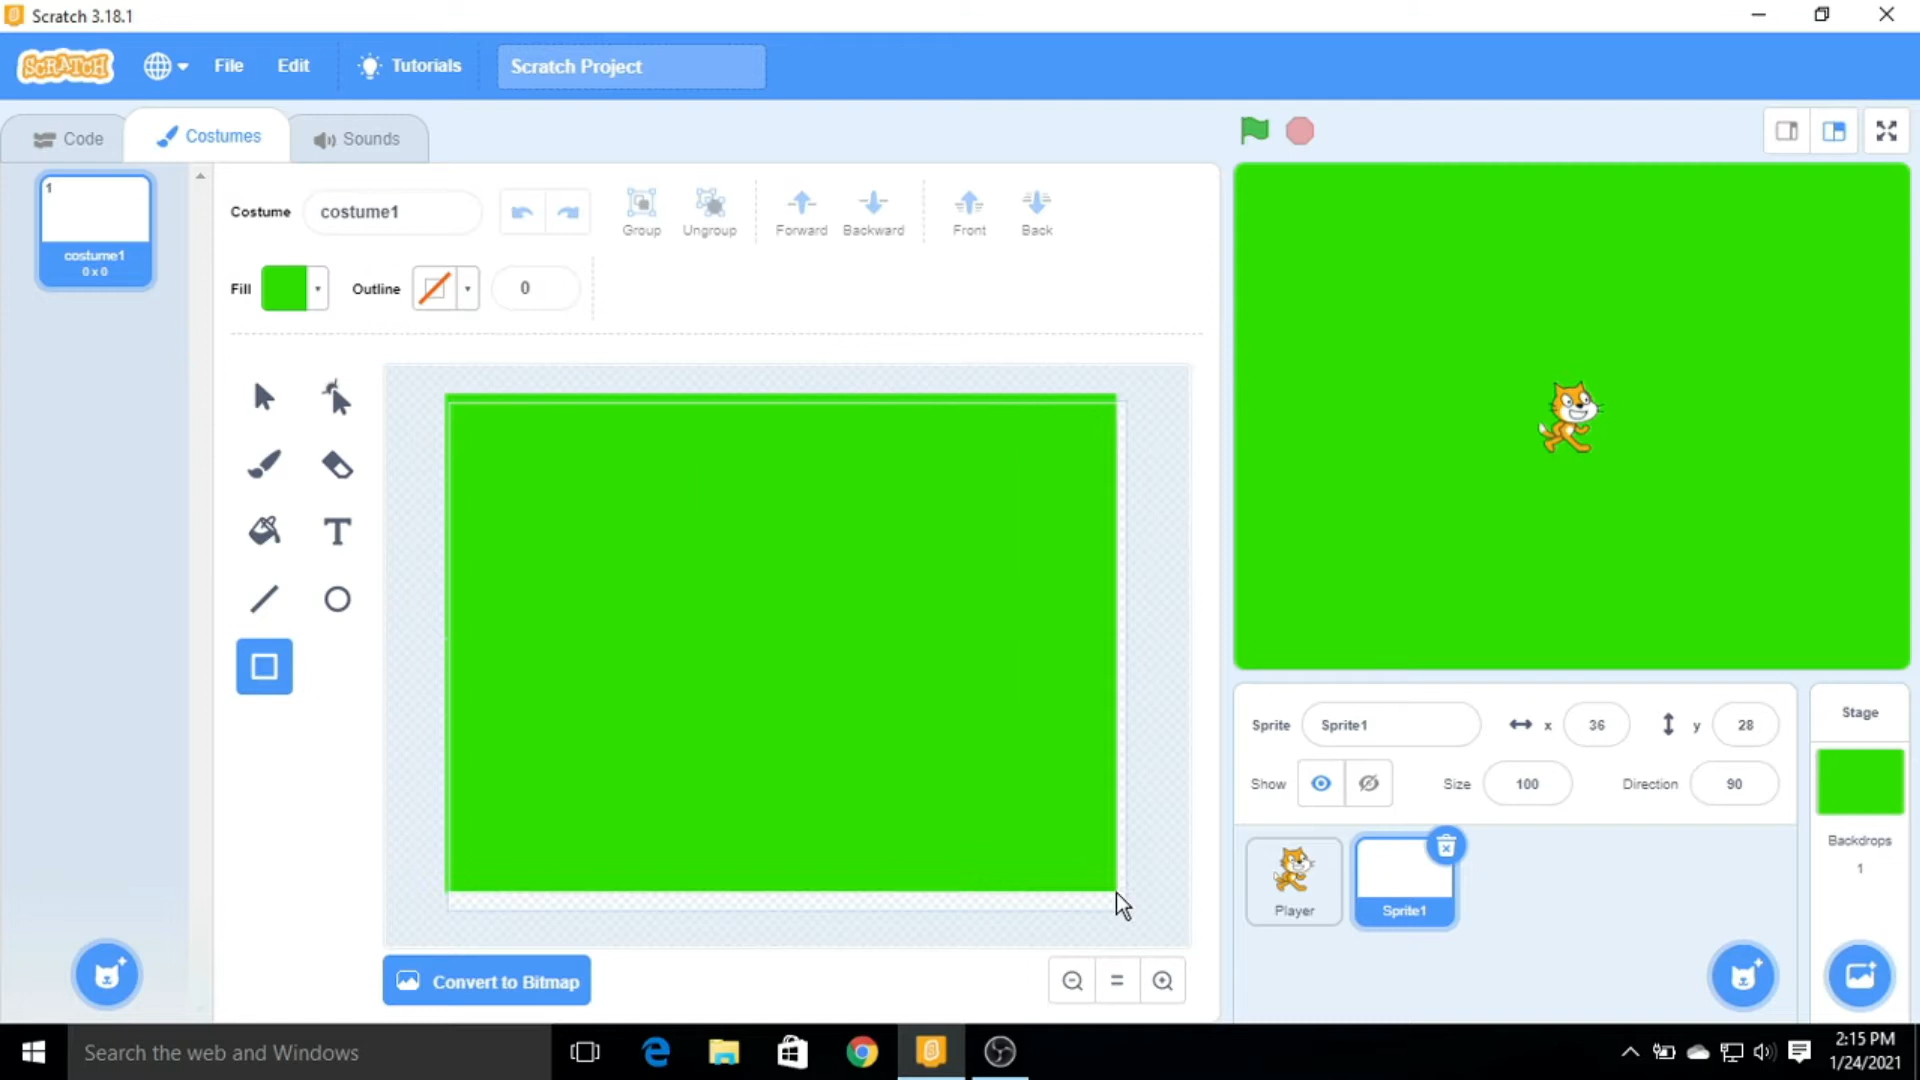 Scratch 3.18.1
SCRATCH
File
Edit
Tutorials
Scratch Project
Code
Costumes
Sounds
1
costume1
0 x 0
Costume
costume1
Group
Ungroup
Forward
Backward
Front
Back
Fill
Outline
0
Convert to Bitmap
Sprite
Sprite1
x
36
y
28
Show
Size
100
Direction
90
Player
Sprite1
Stage
Backdrops
1
Search the web and Windows
2:15 PM
1/24/2021